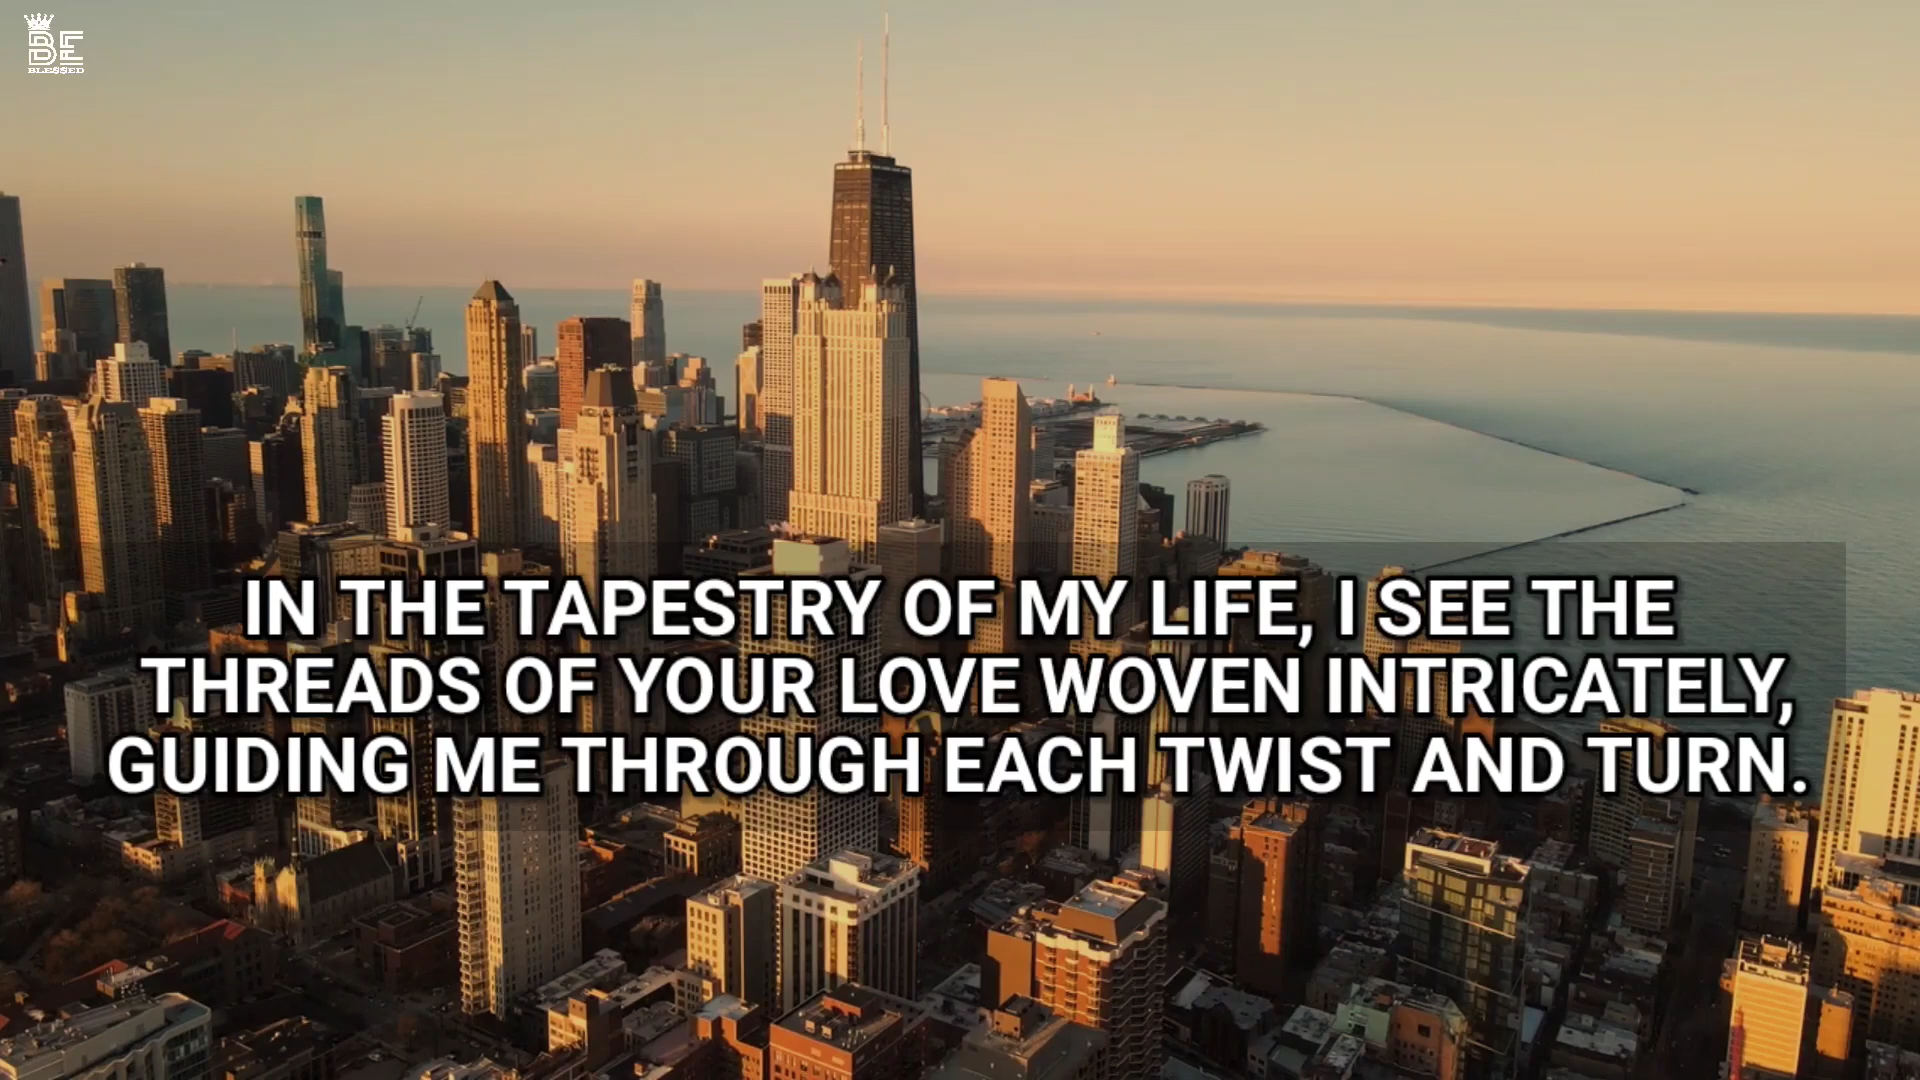 BE
BLESSED
IN THE TAPESTRY OF MY LIFE, I SEE THE
THREADS OF YOUR LOVE WOVEN INTRICATELY,
GUIDING ME THROUGH EACH TWIST AND TURN.